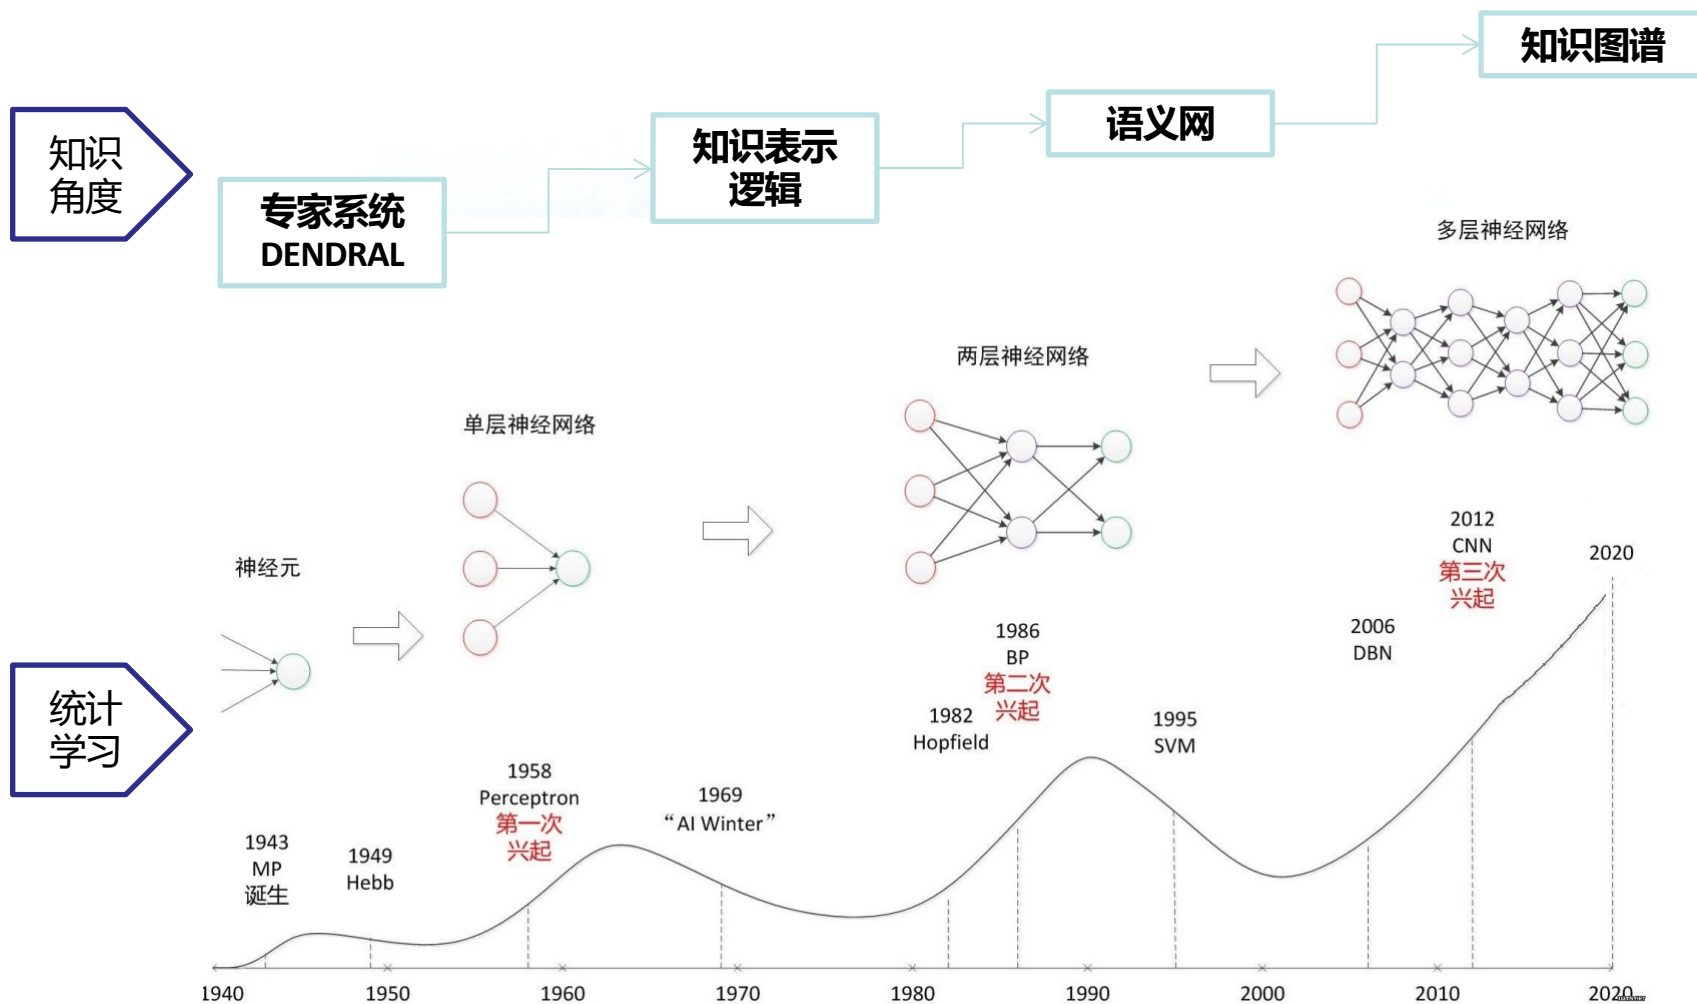 知识图谱
语义网
知识表示
逻辑
专家系统
DENDRAL
知识
角度
多层神经网络
两层神经网络
单层神经网络
神经元
统计
学习
1943
MP
诞生
1949
Hebb
1958
Perceptron
第一次
兴起
1969
“AI Winter”
1982
Hopfield
1986
BP
第二次
兴起
1995
SVM
2006
DBN
2012
CNN
第三次
兴起
2020
1940 1950 1960 1970 1980 1990 2000 2010 2020